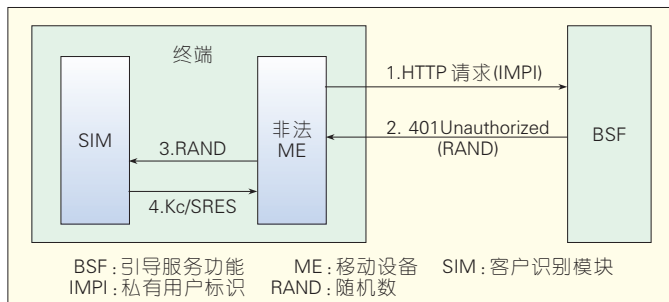 终端
SIM
非法
ME
1.HTTP 请求(IMPI)
2. 401Unauthorized
(RAND)
3.RAND
4.Kc/SRES
BSF
BSF:引导服务功能 ME:移动设备 SIM:客户识别模块
IMPI:私有用户标识 RAND:随机数